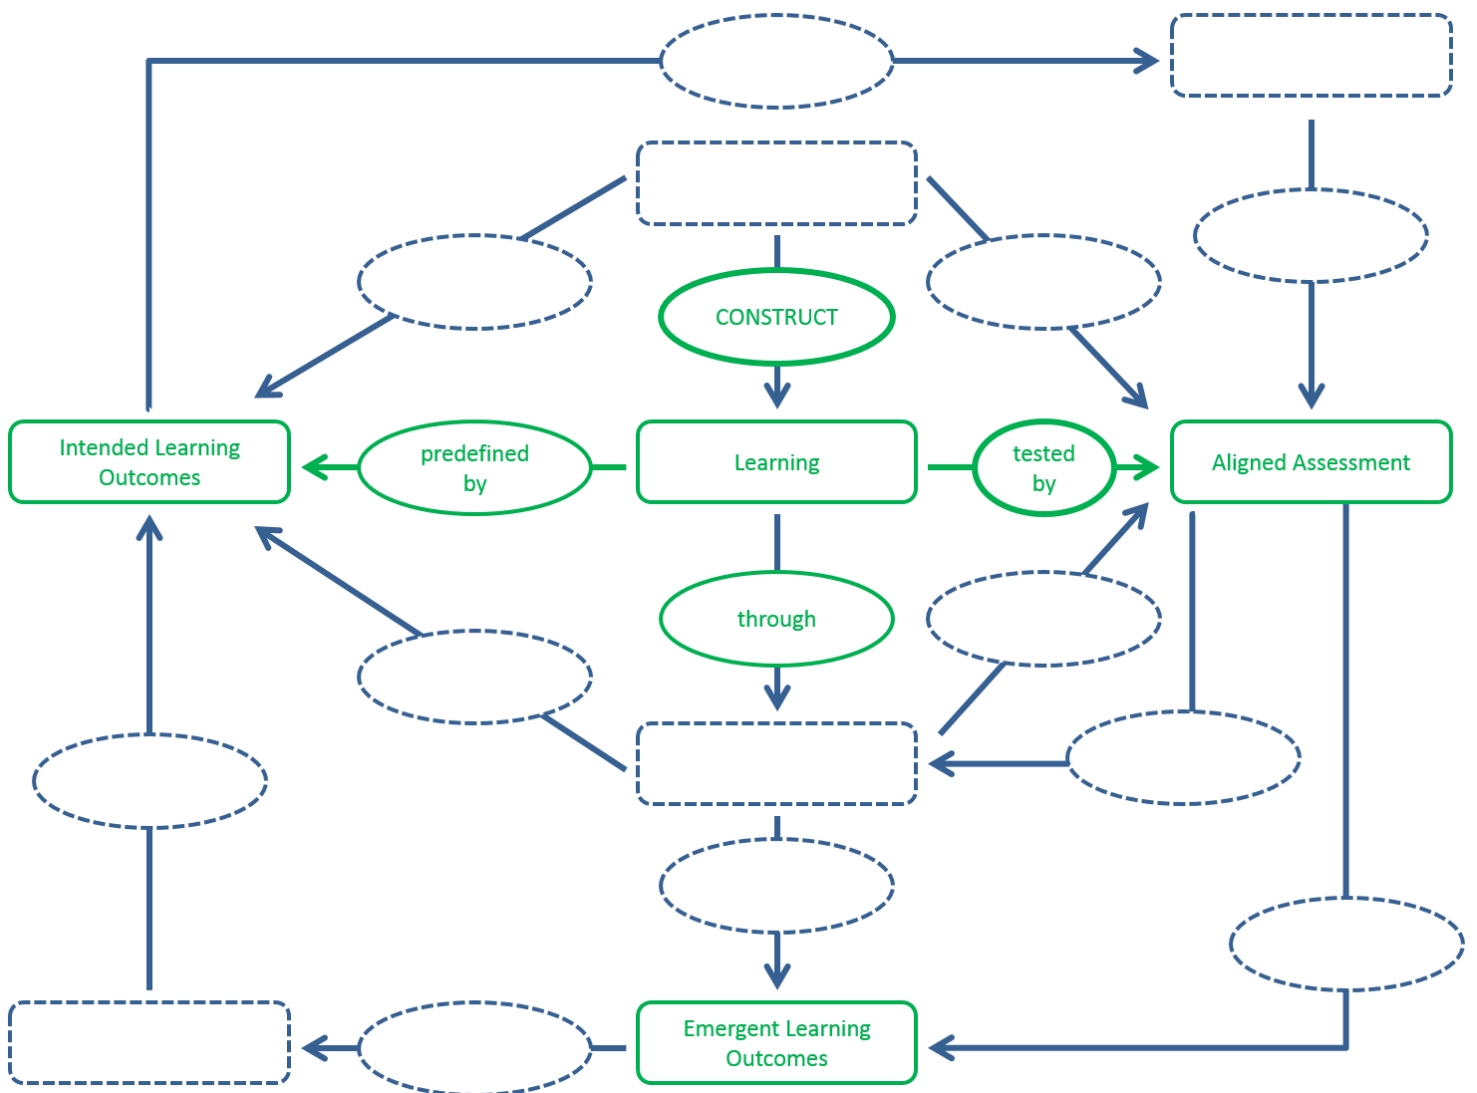 CONSTRUCT
Intended Learning
Outcomes
predefined
by
Learning
tested
by
Aligned Assessment
through
Emergent Learning
Outcomes